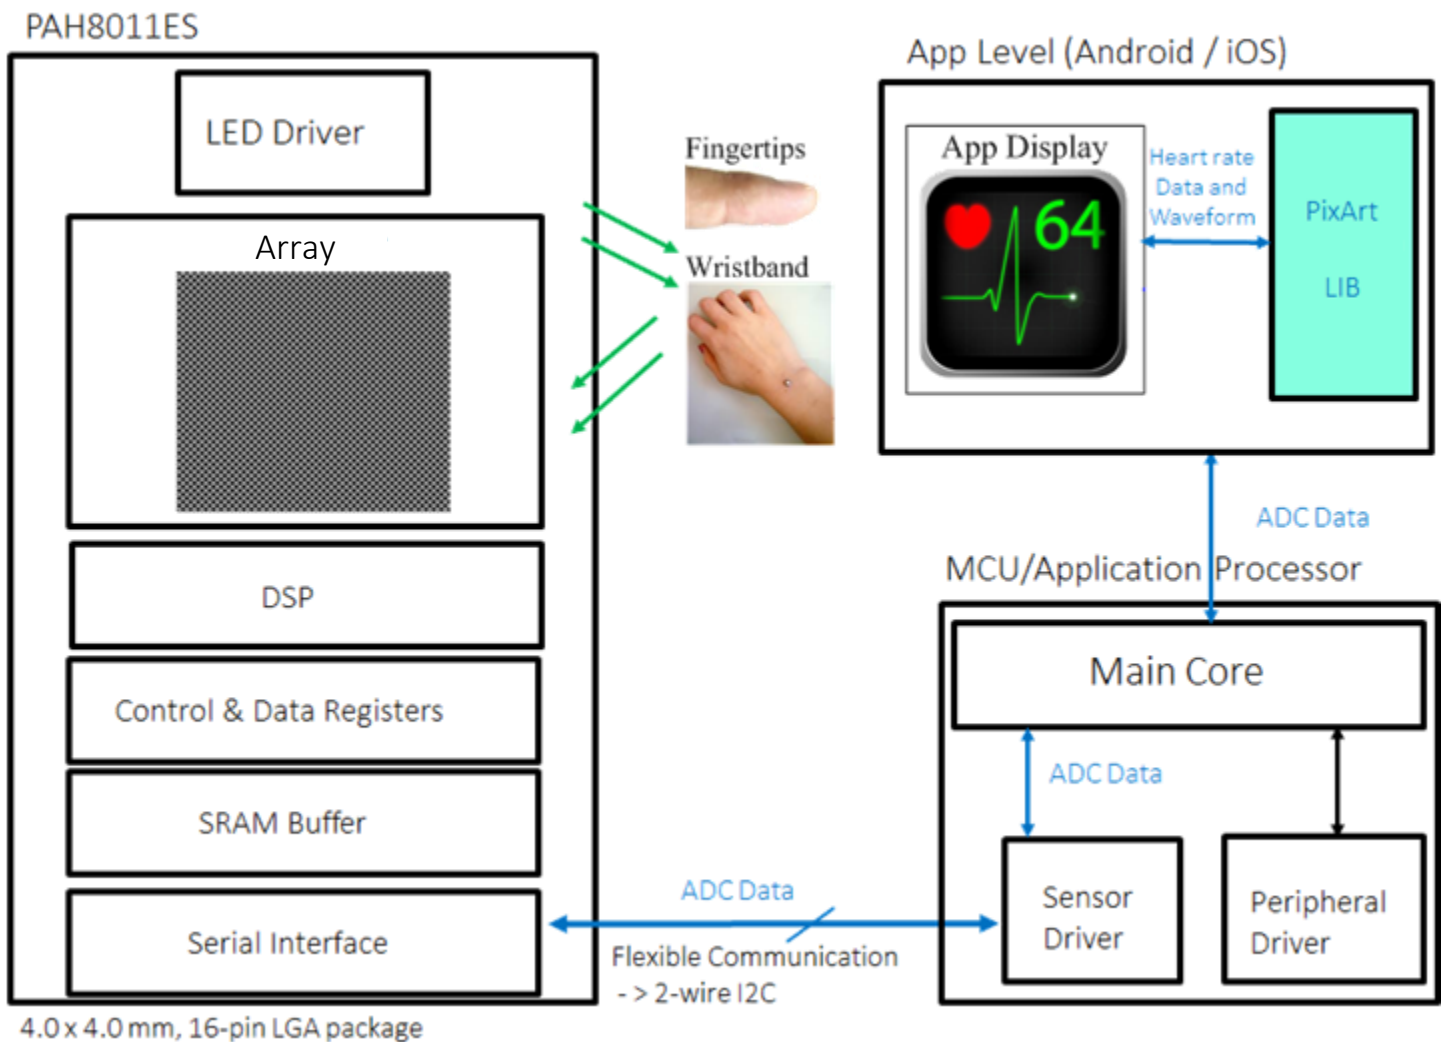 PAH8011ES
LED Driver
Array
DSP
Control & Data Registers
SRAM Buffer
Serial Interface
4.0 x 4.0 mm, 16-pin LGA package
Fingertips
Wristband
App Level (Android / iOS)
App Display
64
Heart rate
Data and
Waveform
PixArt
LIB
ADC Data
MCU/Application Processor
Main Core
ADC Data
Sensor
Driver
Peripheral
Driver
ADC Data
Flexible Communication
- > 2-wire I2C